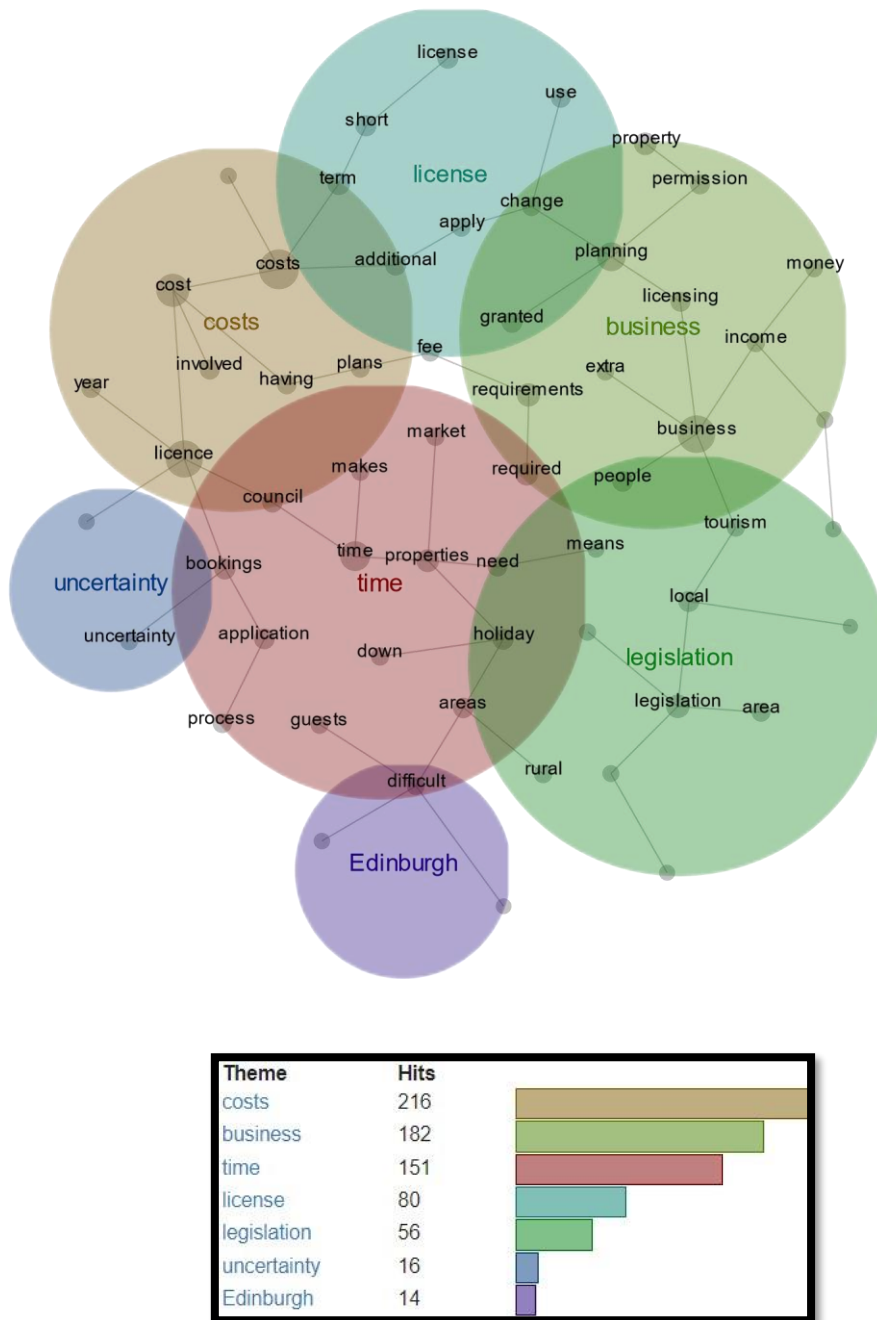 license
use
short
property
term
license
permission
change
apply
costs
additional
planning
money
cost
licensing
granted
costs
business
income
fee
involved
plans
extra
year
having
requirements
market
business
licence
makes
required
people
council
tourism
time
properties
means
bookings
need
uncertainty
time
local
uncertainty
application
holiday
down
legislation
process
guests
areas
legislation
area
rural
difficult
Edinburgh
Theme Hits
costs 216
business 182
time 151
license 80
legislation 56
uncertainty 16
Edinburgh 14